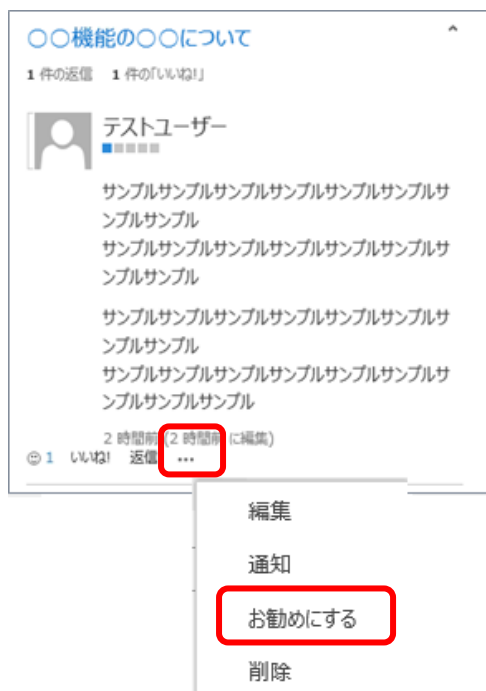 〇〇機能の〇〇について
1 件の返信 1 件の「いいね!」
テストユーザー
サンプルサンプルサンプルサンプルサンプルサンプルサ
ンプルサンプル
サンプルサンプルサンプルサンプルサンプルサンプルサ
ンプルサンプル
サンプルサンプルサンプルサンプルサンプルサンプルサ
ンプルサンプル
サンプルサンプルサンプルサンプルサンプルサンプルサ
ンプルサンプルサンプル
2 時間前 (2 時間前 に編集)
☺ 1 いいね! 返信 ...
編集
通知
お勧めにする
削除